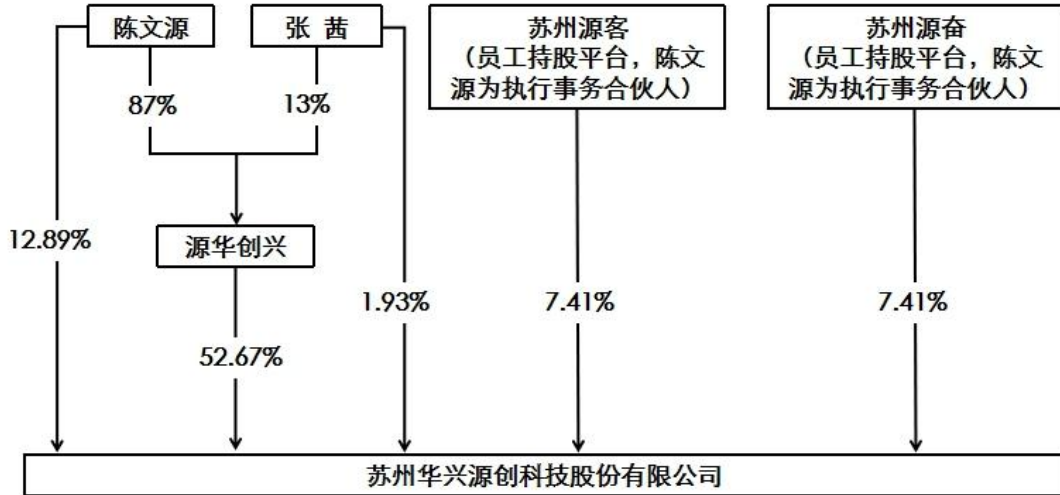 陈文源
张 茜
苏州源客
（员工持股平台，陈文
源为执行事务合伙人）
苏州源奋
（员工持股平台，陈文
源为执行事务合伙人）
87%
13%
12.89%
源华创兴
1.93%
7.41%
7.41%
52.67%
苏州华兴源创科技股份有限公司